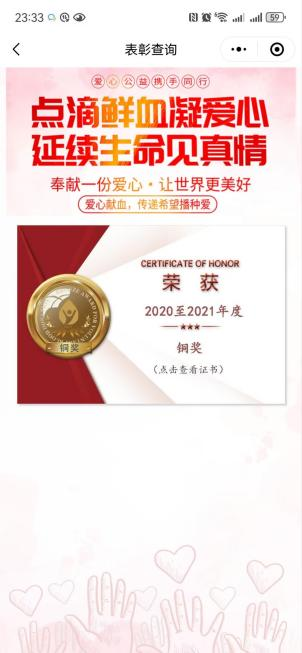 23:33
59
表彰查询
爱心公益携手同行
点滴鲜血凝爱心
延续生命见真情
奉献一份爱心·让世界更美好
爱心献血，传递希望播种爱
CERTIFICATE OF HONOR
荣 获
2020至2021年度
铜奖
铜奖
（点击查看证书）